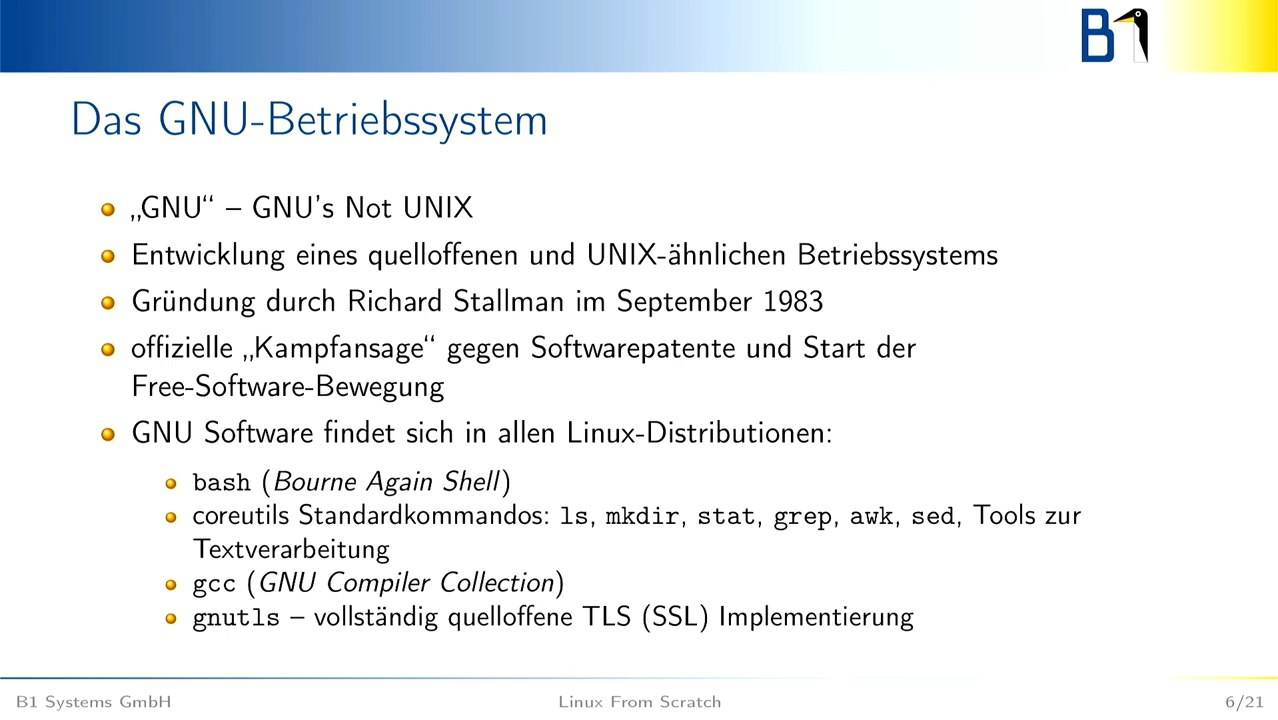 B1
Das GNU-Betriebssystem
„GNU“ – GNU's Not UNIX
Entwicklung eines quelloffenen und UNIX-ähnlichen Betriebssystems
Gründung durch Richard Stallman im September 1983
offizielle „Kampfansage“ gegen Softwarepatente und Start der
Free-Software-Bewegung
GNU Software findet sich in allen Linux-Distributionen:
bash (Bourne Again Shell)
coreutils Standardkommandos: ls, mkdir, stat, grep, awk, sed, Tools zur
Textverarbeitung
gcc (GNU Compiler Collection)
gnutls – vollständig quelloffene TLS (SSL) Implementierung
B1 Systems GmbH
Linux From Scratch
6/21